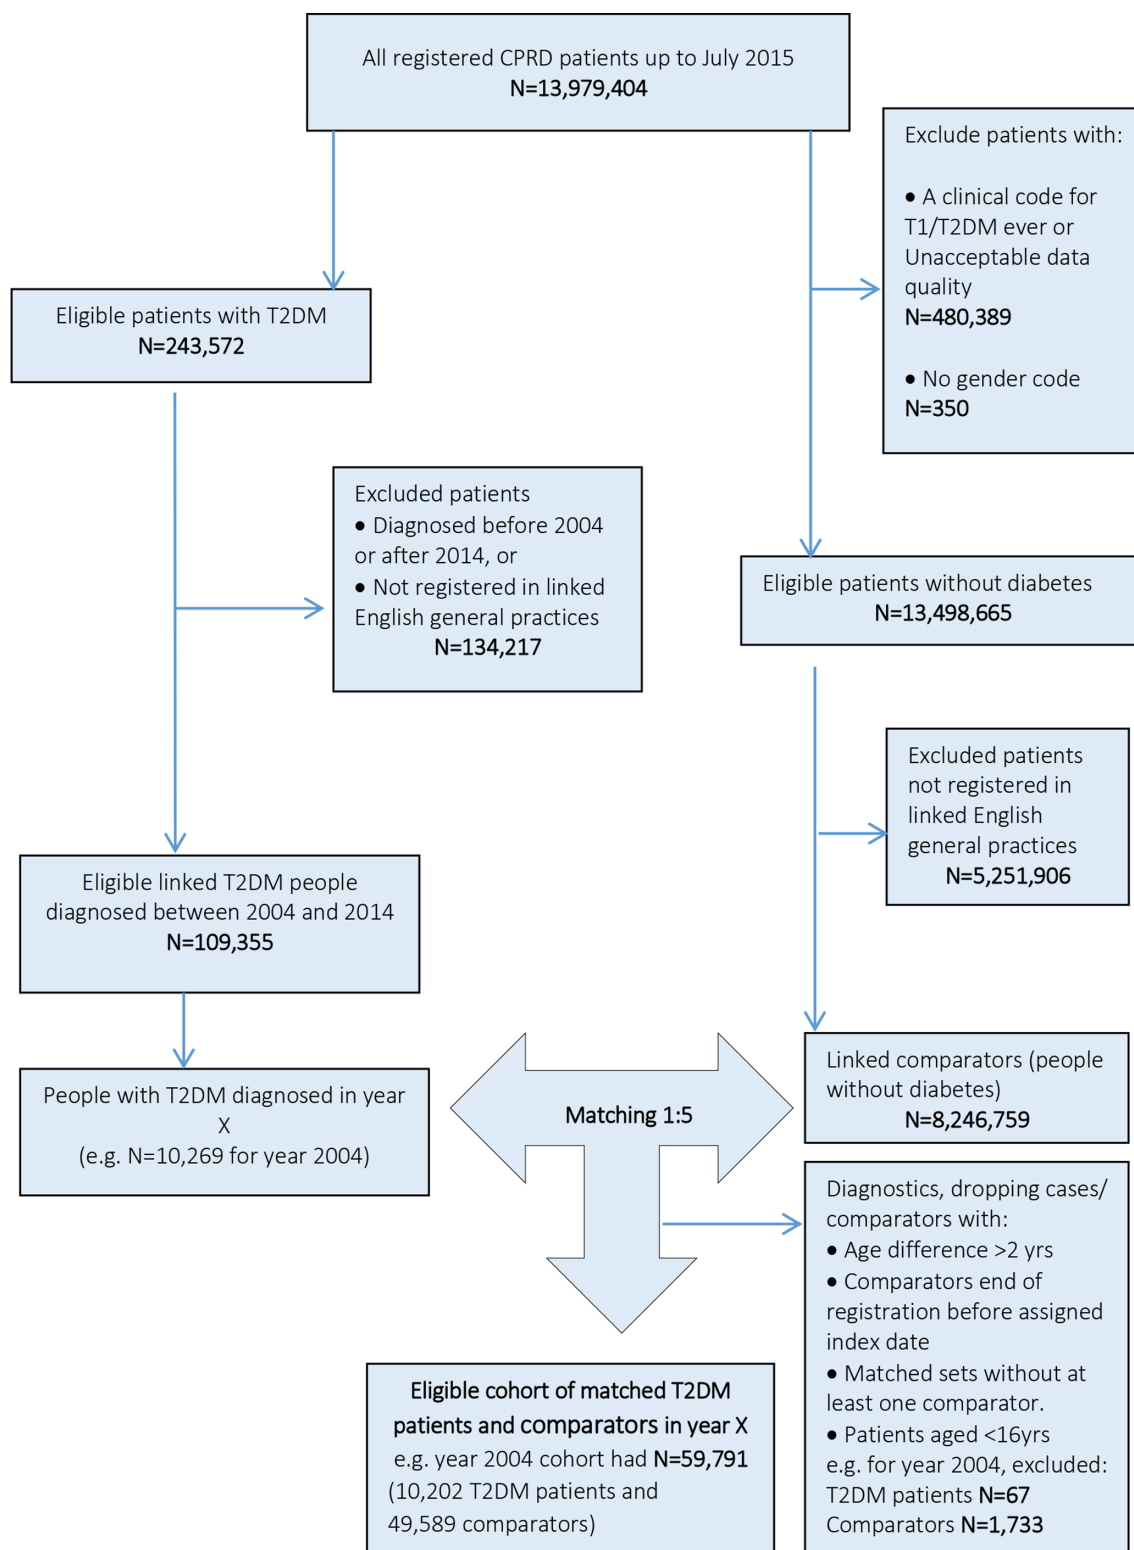 All registered CPRD patients up to July 2015
N=13,979,404
Exclude patients with:
• A clinical code for
T1/T2DM ever or
Unacceptable data
quality
N=480,389
• No gender code
N=350
Eligible patients with T2DM
N=243,572
Excluded patients
• Diagnosed before 2004
or after 2014, or
• Not registered in linked
English general practices
N=134,217
Eligible patients without diabetes
N=13,498,665
Excluded patients
not registered in
linked English
general practices
N=5,251,906
Eligible linked T2DM people
diagnosed between 2004 and 2014
N=109,355
People with T2DM diagnosed in year
X
(e.g. N=10,269 for year 2004)
Matching 1:5
Linked comparators (people
without diabetes)
N=8,246,759
Diagnostics, dropping cases/
comparators with:
• Age difference >2 yrs
• Comparators end of
registration before assigned
index date
• Matched sets without at
least one comparator.
• Patients aged <16yrs
e.g. for year 2004, excluded:
T2DM patients N=67
Comparators N=1,733
Eligible cohort of matched T2DM
patients and comparators in year X
e.g. year 2004 cohort had N=59,791
(10,202 T2DM patients and
49,589 comparators)